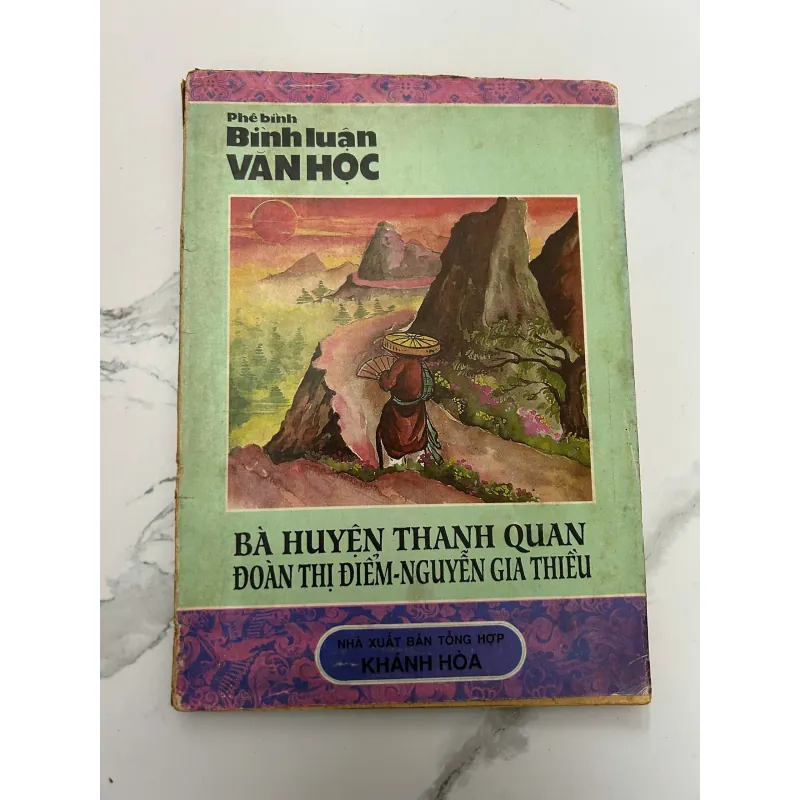 Phê bình
Bình luận
VĂN HỌC
BÀ HUYỆN THANH QUAN
ĐOÀN THỊ ĐIỂM-NGUYỄN GIA THIỀU
NHÀ XUẤT BẢN TỔNG HỢP
KHÁNH HÒA